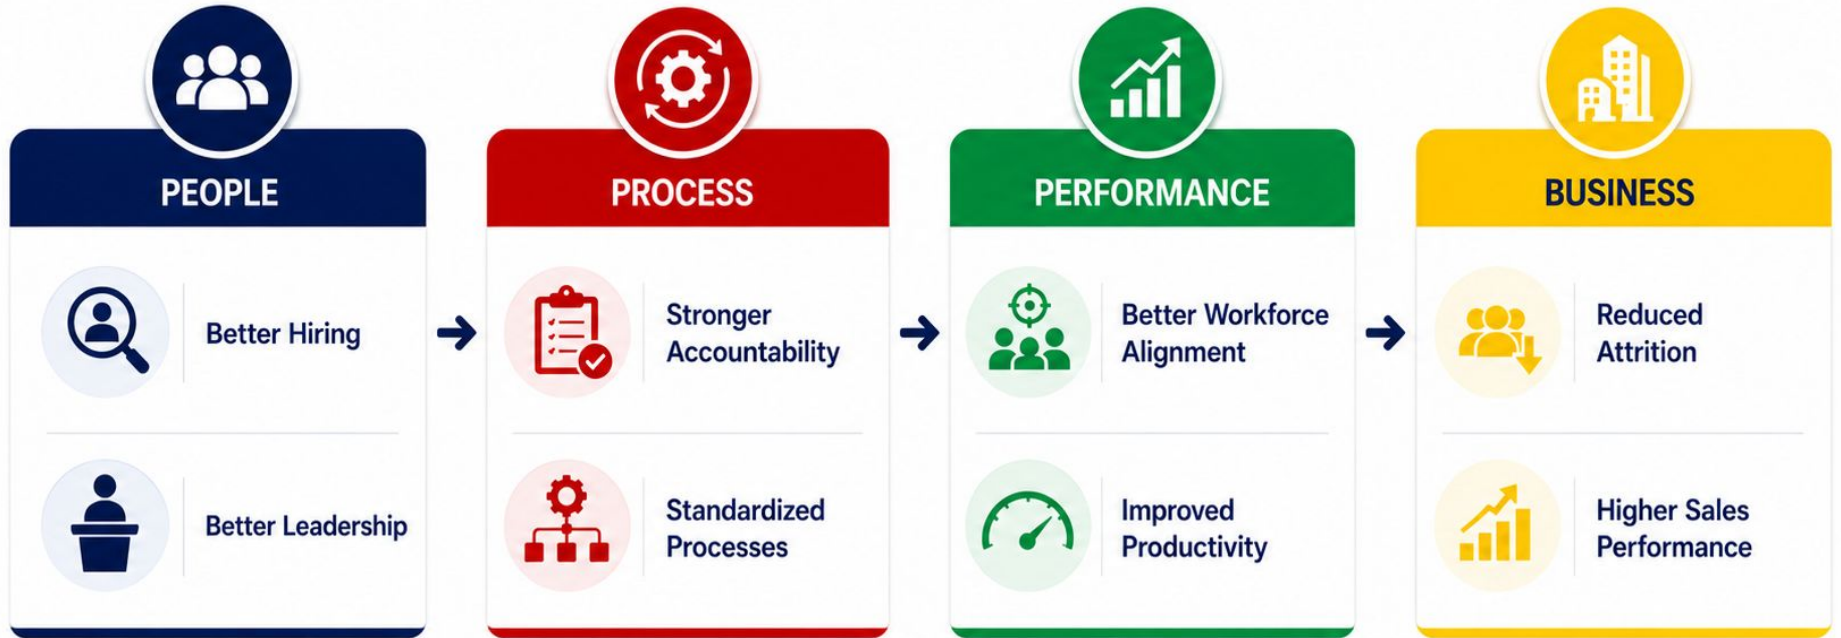 PEOPLE
Better Hiring
Better Leadership
PROCESS
Stronger
Accountability
Standardized
Processes
PERFORMANCE
Better Workforce
Alignment
Improved
Productivity
BUSINESS
Reduced
Attrition
Higher Sales
Performance